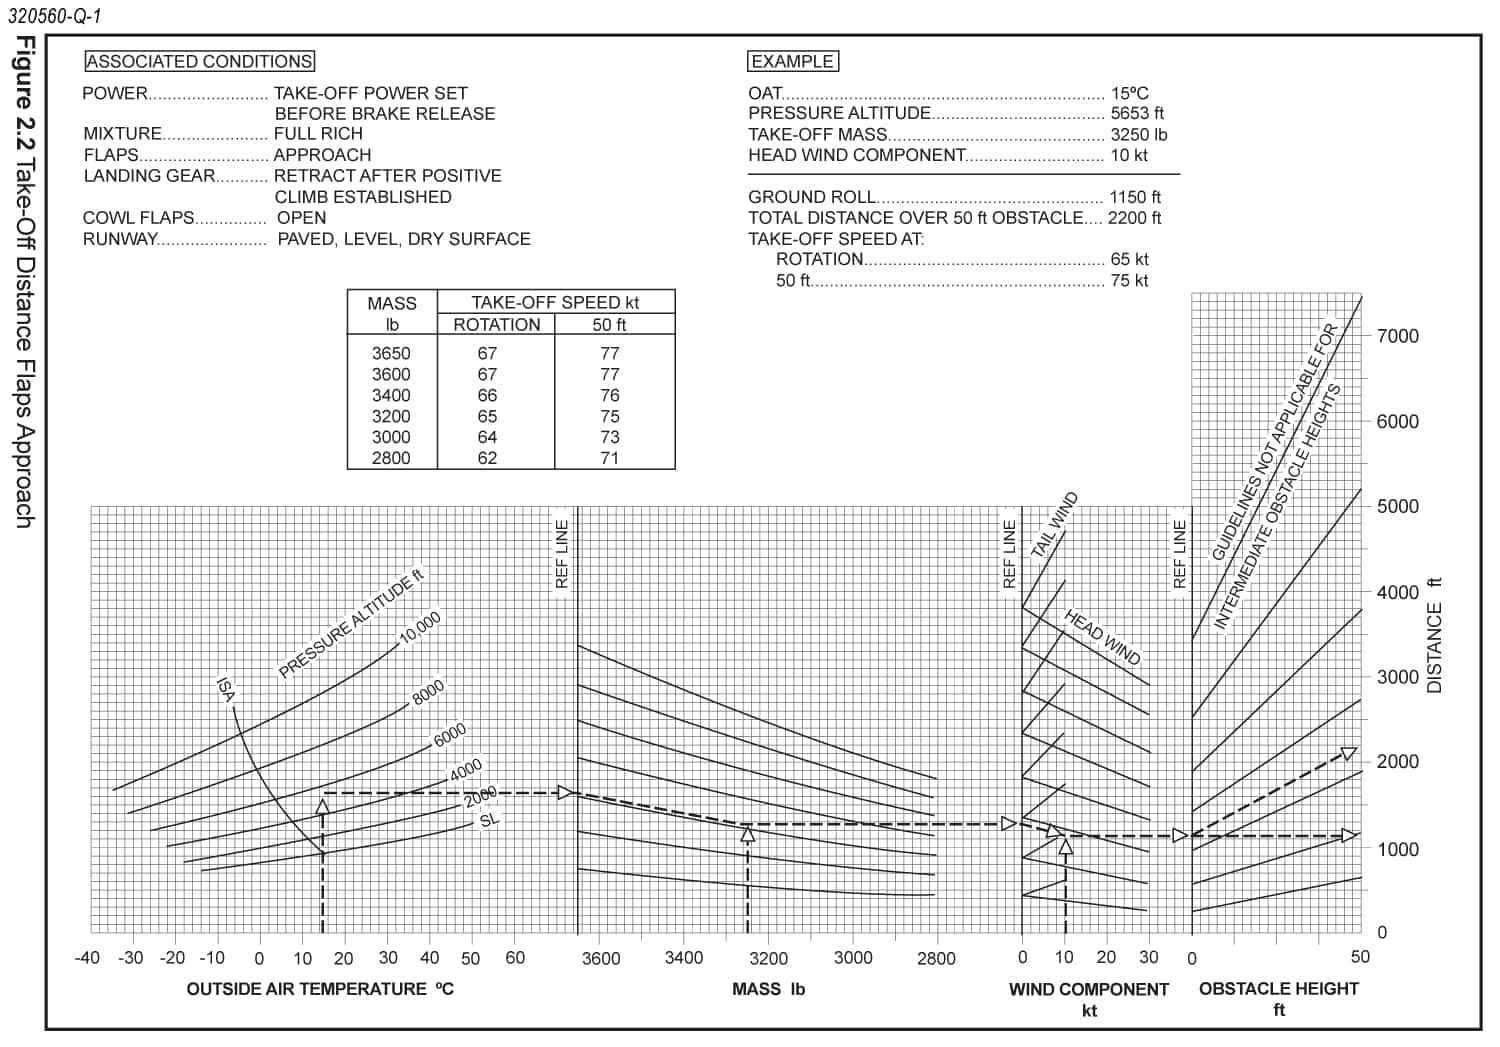 320560-Q-1
Figure 2.2 Take-Off Distance Flaps Approach
ASSOCIATED CONDITIONS
POWER........................ TAKE-OFF POWER SET
BEFORE BRAKE RELEASE
MIXTURE..................... FULL RICH
FLAPS.......................... APPROACH
LANDING GEAR.......... RETRACT AFTER POSITIVE
CLIMB ESTABLISHED
COWL FLAPS.............. OPEN
RUNWAY...................... PAVED, LEVEL, DRY SURFACE
EXAMPLE
OAT................................................................ 15ºC
PRESSURE ALTITUDE.................................. 5653 ft
TAKE-OFF MASS.......................................... 3250 lb
HEAD WIND COMPONENT........................... 10 kt
GROUND ROLL............................................ 1150 ft
TOTAL DISTANCE OVER 50 ft OBSTACLE.... 2200 ft
TAKE-OFF SPEED AT:
ROTATION............................................... 65 kt
50 ft.......................................................... 75 kt
MASS lb TAKE-OFF SPEED kt
ROTATION 50 ft
3650 67 77
3600 67 77
3400 66 76
3200 65 75
3000 64 73
2800 62 71
GUIDELINES NOT APPLICABLE FOR
INTERMEDIATE OBSTACLE HEIGHTS
7000
6000
5000
4000
3000
2000
1000
0
DISTANCE ft
REF LINE
REF LINE
REF LINE
TAIL WIND
HEAD WIND
PRESSURE ALTITUDE ft
10,000
8000
6000
4000
2000
SL
ISA
-40 -30 -20 -10 0 10 20 30 40 50 60
3600 3400 3200 3000 2800
0 10 20 30
0 50
OUTSIDE AIR TEMPERATURE ºC
MASS lb
WIND COMPONENT
kt
OBSTACLE HEIGHT
ft